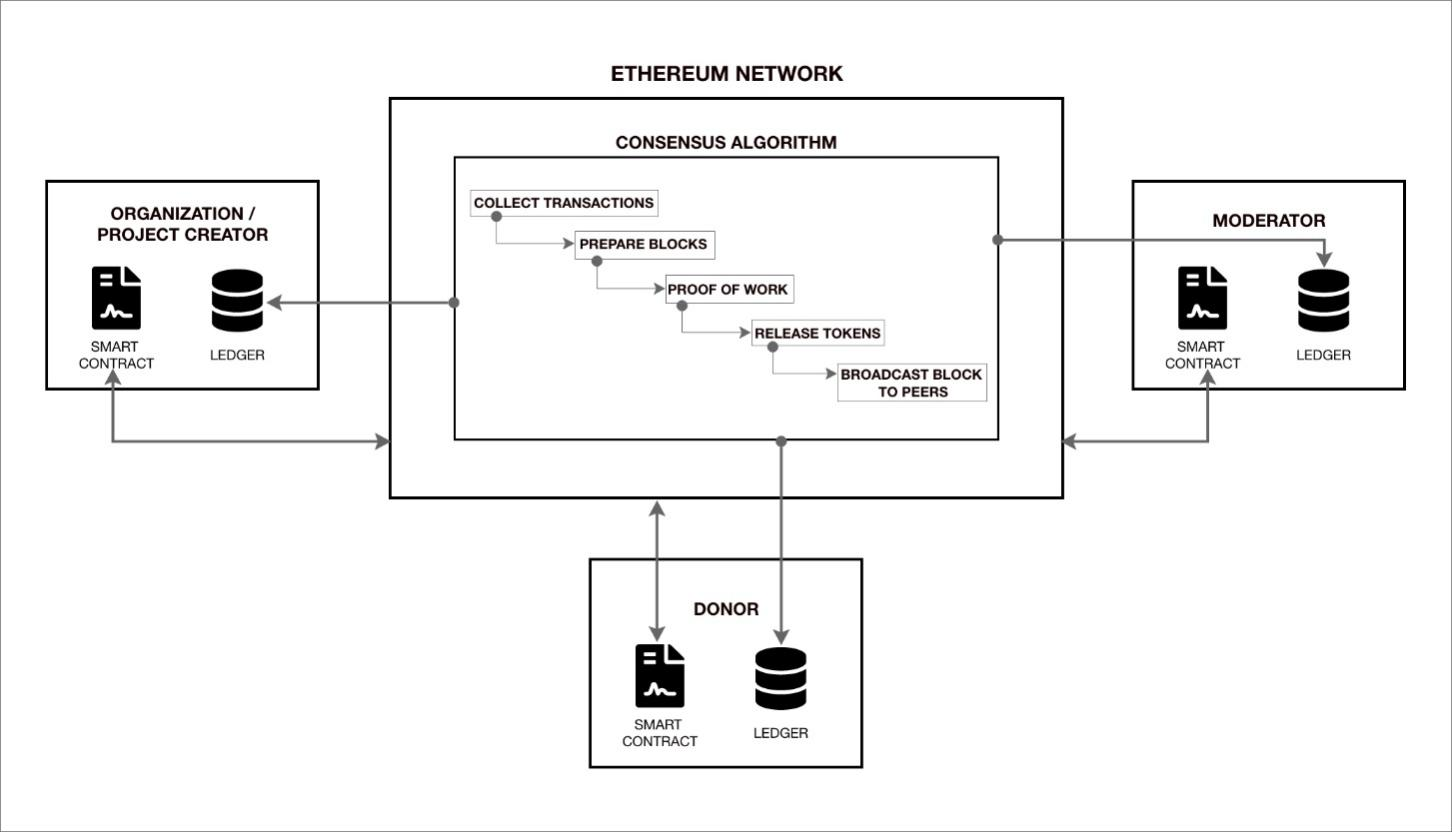 ETHEREUM NETWORK
CONSENSUS ALGORITHM
COLLECT TRANSACTIONS
PREPARE BLOCKS
PROOF OF WORK
RELEASE TOKENS
BROADCAST BLOCK
TO PEERS
ORGANIZATION /
PROJECT CREATOR
SMART
CONTRACT
LEDGER
MODERATOR
SMART
CONTRACT
LEDGER
DONOR
SMART
CONTRACT
LEDGER